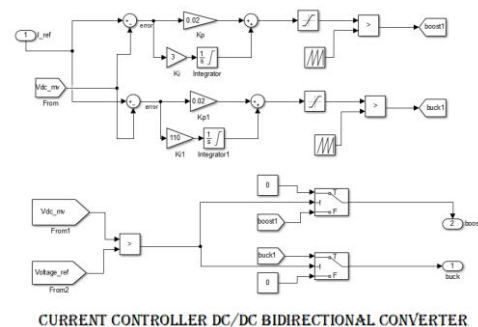 1
I_ref
error
0.02
Kp
3
Ki
1/s
Integrator
>
boost1
Vdc_mv
From
error
0.02
Kp1
110
Ki1
1/s
Integrator1
>
buck1
Vdc_mv
From1
Voltage_ref
From2
>
0
T
F
boost1
2
boos
buck1
T
F
0
1
buck
CURRENT CONTROLLER DC/DC BIDIRECTIONAL CONVERTER